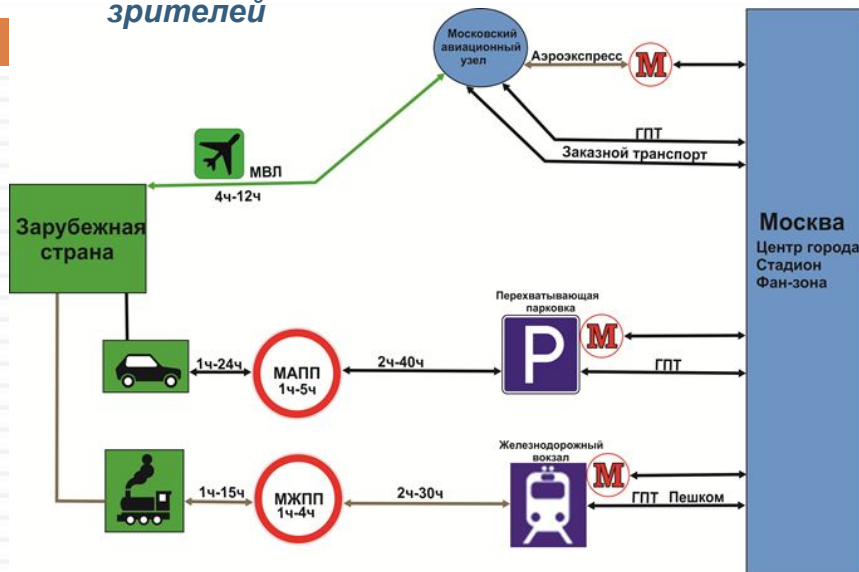 зрителей
Московский
авиационный
узел
Аэроэкспресс
М
ГПТ
Заказной транспорт
МВЛ
4ч-12ч
Зарубежная
страна
Москва
Центр города
Стадион
Фан-зона
Перехватывающая
парковка
P
М
1ч-24ч
МАПП
1ч-5ч
2ч-40ч
ГПТ
Железнодорожный
вокзал
М
1ч-15ч
МЖПП
1ч-4ч
2ч-30ч
ГПТ Пешком